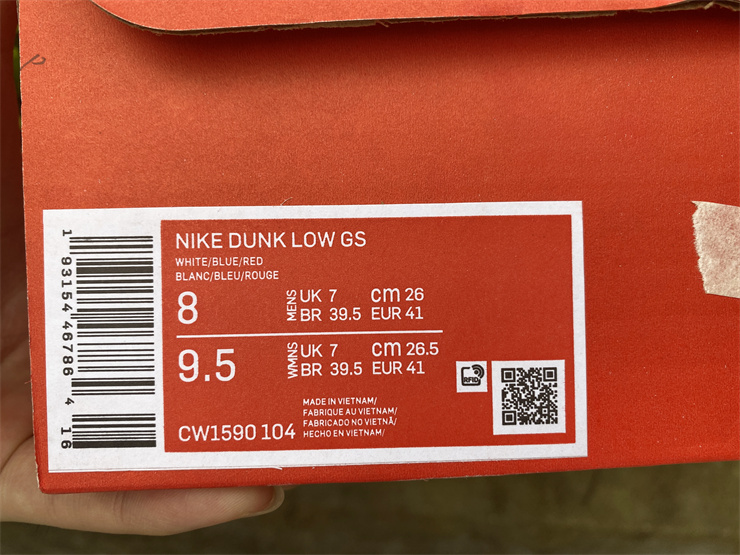 NIKE DUNK LOW GS
WHITE/BLUE/RED
BLANC/BLEU/ROUGE
8
MENS
UK 7 cm 26
BR 39.5 EUR 41
9.5
WMNS
UK 7 cm 26.5
BR 39.5 EUR 41
CW1590 104
MADE IN VIETNAM/
FABRIQUE AU VIETNAM/
FABRICADO NO VIETNÃ/
HECHO EN VIETNAM/
RFID
1 93154 46786 4 16